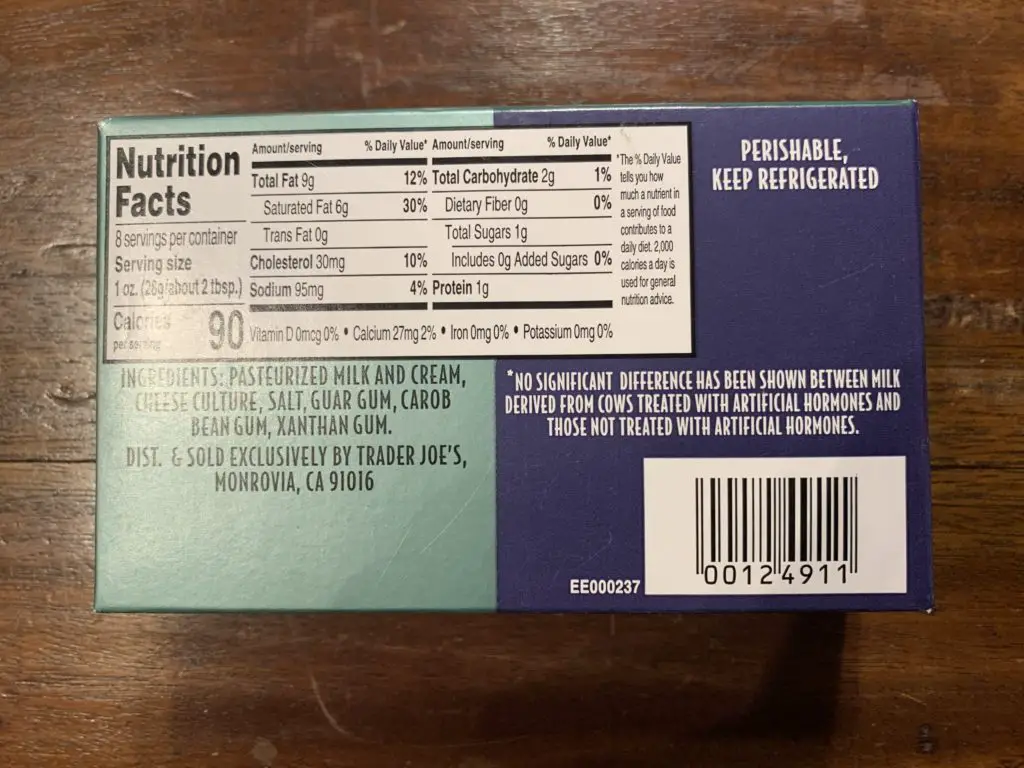 Nutrition
Facts
8 servings per container
Serving size
1 oz. (28g/about 2 tbsp.)
Calories
per serving
90
Amount/serving % Daily Value*
Total Fat 9g 12%
Saturated Fat 6g 30%
Trans Fat 0g
Cholesterol 30mg 10%
Sodium 95mg 4%
Amount/serving % Daily Value*
Total Carbohydrate 2g 1%
Dietary Fiber 0g 0%
Total Sugars 1g
Includes 0g Added Sugars 0%
Protein 1g
Vitamin D 0mcg 0% • Calcium 27mg 2% • Iron 0mg 0% • Potassium 0mg 0%
*The % Daily Value
tells you how
much a nutrient in
a serving of food
contributes to a
daily diet. 2,000
calories a day is
used for general
nutrition advice.
PERISHABLE,
KEEP REFRIGERATED
INGREDIENTS: PASTEURIZED MILK AND CREAM,
CHEESE CULTURE, SALT, GUAR GUM, CAROB
BEAN GUM, XANTHAN GUM.
DIST. & SOLD EXCLUSIVELY BY TRADER JOE'S,
MONROVIA, CA 91016
*NO SIGNIFICANT DIFFERENCE HAS BEEN SHOWN BETWEEN MILK
DERIVED FROM COWS TREATED WITH ARTIFICIAL HORMONES AND
THOSE NOT TREATED WITH ARTIFICIAL HORMONES.
EE000237
00124911